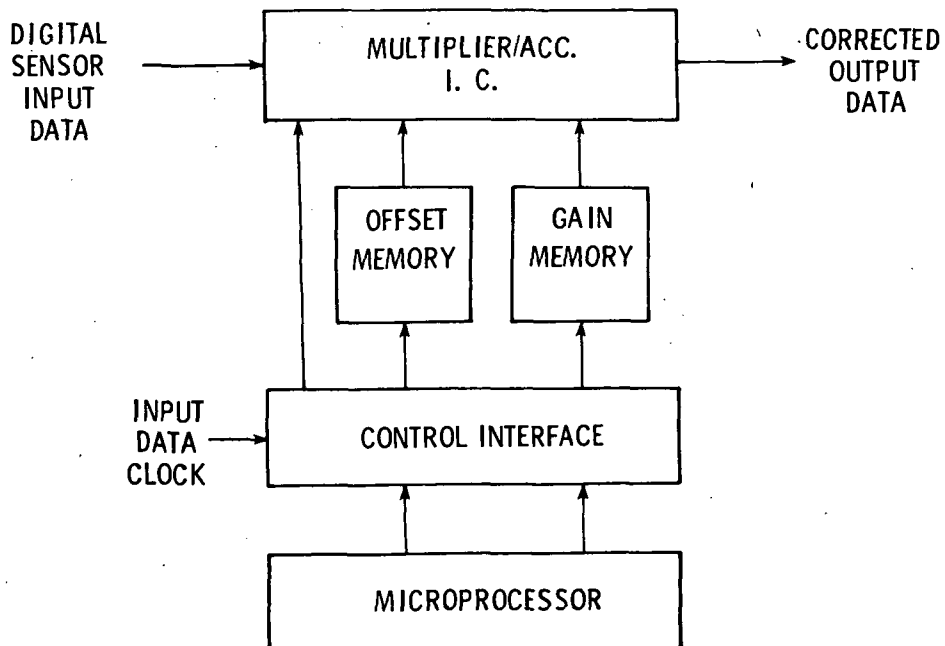 DIGITAL
SENSOR
INPUT
DATA
MULTIPLIER/ACC.
I. C.
CORRECTED
OUTPUT
DATA
OFFSET
MEMORY
GAIN
MEMORY
INPUT
DATA
CLOCK
CONTROL INTERFACE
MICROPROCESSOR